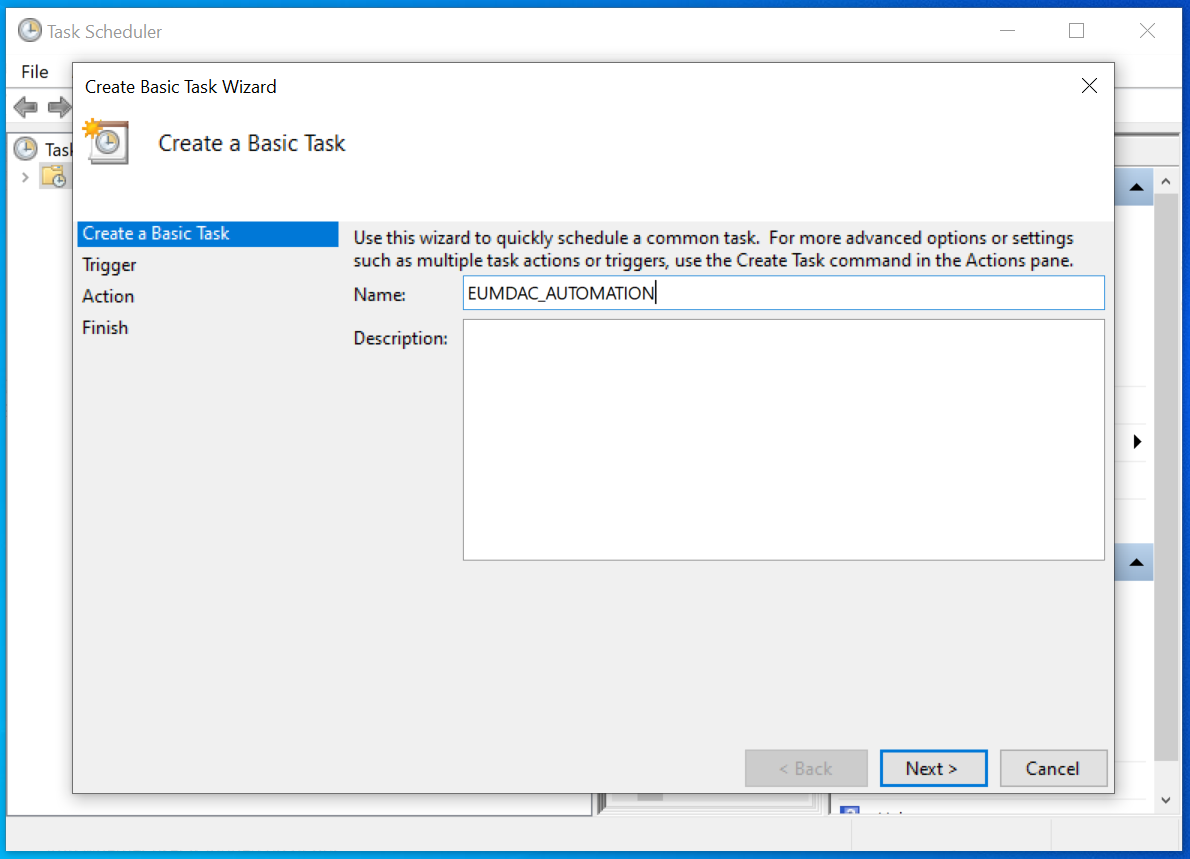 Task Scheduler
File
Create Basic Task Wizard
Create a Basic Task
Create a Basic Task
Trigger
Action
Finish
Use this wizard to quickly schedule a common task. For more advanced options or settings
such as multiple task actions or triggers, use the Create Task command in the Actions pane.
Name:
EUMDAC_AUTOMATION
Description:
< Back
Next >
Cancel